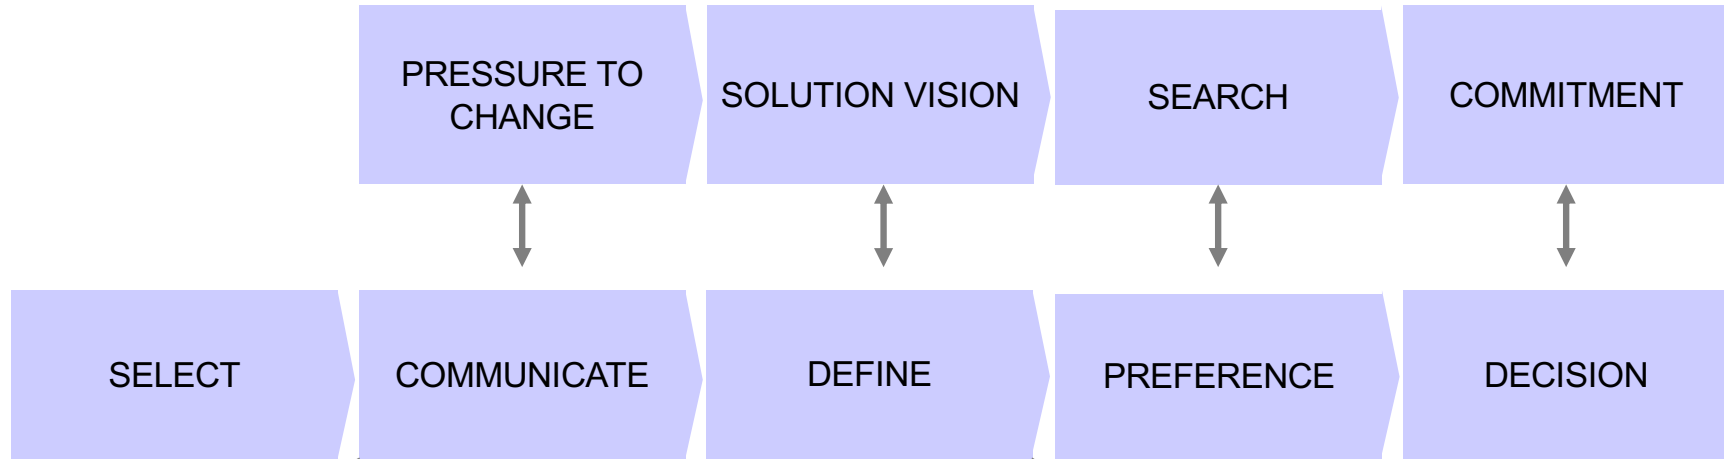 PRESSURE TO
CHANGE
SOLUTION VISION
SEARCH
COMMITMENT
SELECT
COMMUNICATE
DEFINE
PREFERENCE
DECISION